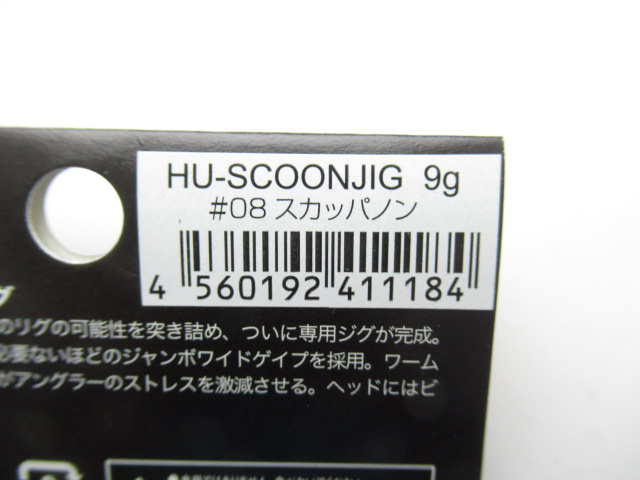 HU-SCOONJIG 9g
#08 スカッパノン
4 560192 411184
グ
のリグの可能性を突き詰め、ついに専用ジグが完成。
必要ないほどのジャンボワイドゲイプを採用。ワーム
がアングラーのストレスを激減させる。ヘッドにはビ